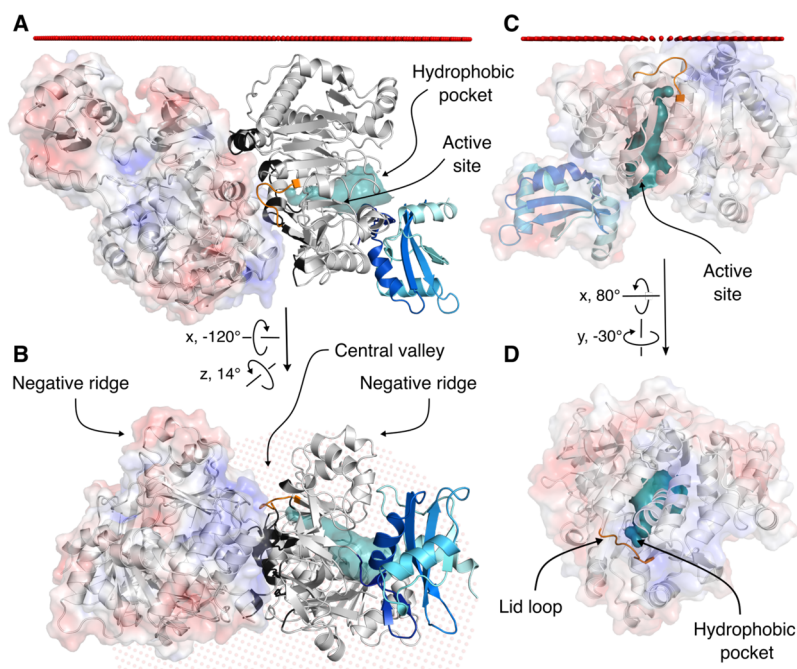 A
Hydrophobic
pocket
Active
site
x, -120°
z, 14°
B
Central valley
Negative ridge
Negative ridge
C
Active
site
x, 80°
y, -30°
D
Lid loop
Hydrophobic
pocket